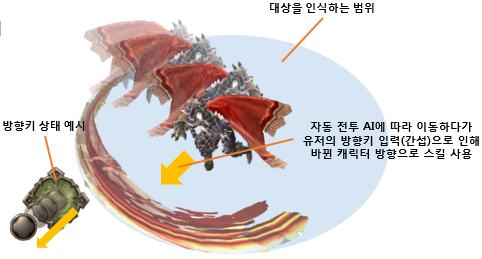 대상을 인식하는 범위
방향키 상태 예시
자동 전투 AI에 따라 이동하다가
유저의 방향키 입력(간섭)으로 인해
바뀐 캐릭터 방향으로 스킬 사용